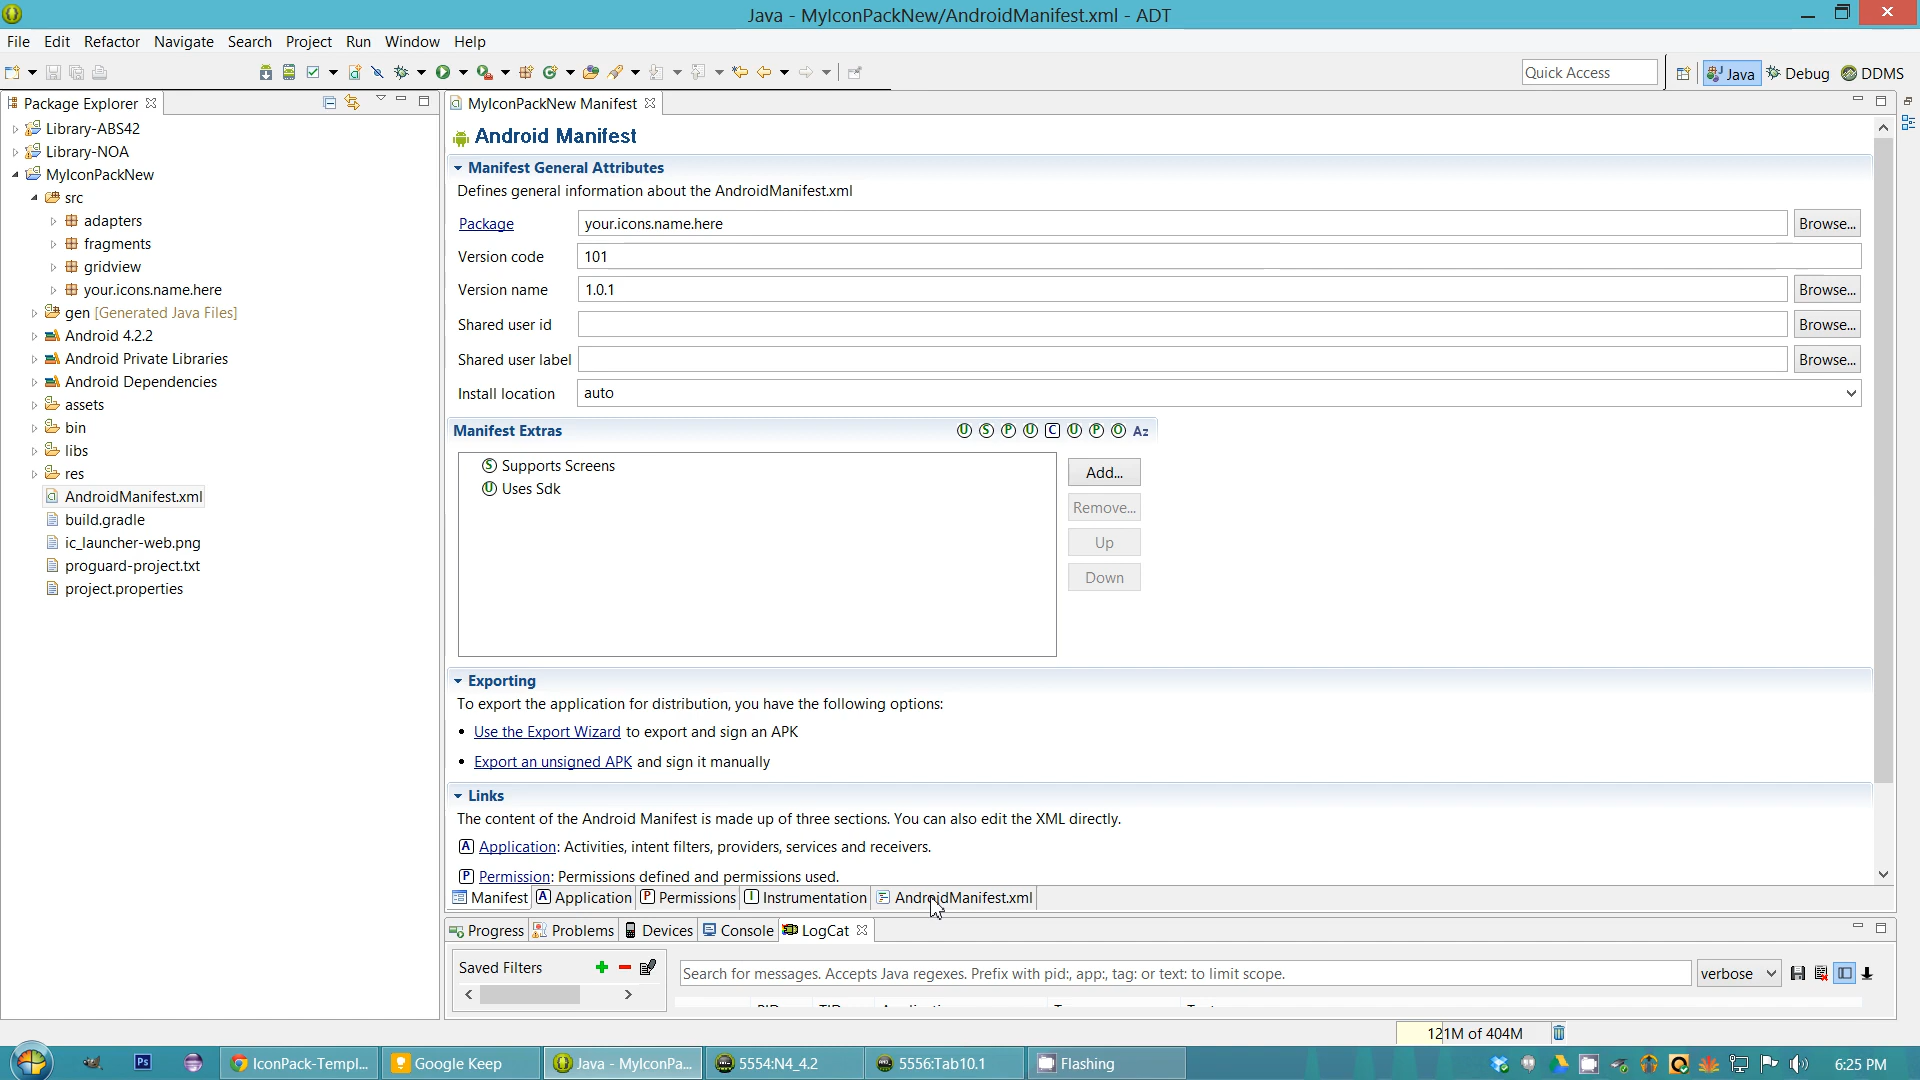 Java - MyIconPackNew/AndroidManifest.xml - ADT
File Edit Refactor Navigate Search Project Run Window Help
Quick Access Java Debug DDMS
Package Explorer
Library-ABS42
Library-NOA
MyIconPackNew
src
adapters
fragments
gridview
your.icons.name.here
gen [Generated Java Files]
Android 4.2.2
Android Private Libraries
Android Dependencies
assets
bin
libs
res
AndroidManifest.xml
build.gradle
ic_launcher-web.png
proguard-project.txt
project.properties
MyIconPackNew Manifest
Android Manifest
Manifest General Attributes
Defines general information about the AndroidManifest.xml
Package your.icons.name.here Browse...
Version code 101
Version name 1.0.1 Browse...
Shared user id Browse...
Shared user label Browse...
Install location auto
Manifest Extras U S P U C U P O Az
S Supports Screens
U Uses Sdk
Add...
Remove...
Up
Down
Exporting
To export the application for distribution, you have the following options:
• Use the Export Wizard to export and sign an APK
• Export an unsigned APK and sign it manually
Links
The content of the Android Manifest is made up of three sections. You can also edit the XML directly.
A Application: Activities, intent filters, providers, services and receivers.
P Permission: Permissions defined and permissions used.
Manifest A Application P Permissions I Instrumentation AndroidManifest.xml
Progress Problems Devices Console LogCat
Saved Filters
Search for messages. Accepts Java regexes. Prefix with pid:, app:, tag: or text: to limit scope. verbose
121M of 404M
Ps IconPack-Templ... Google Keep Java - MyIconPa... 5554:N4_4.2 5556:Tab10.1 Flashing 6:25 PM